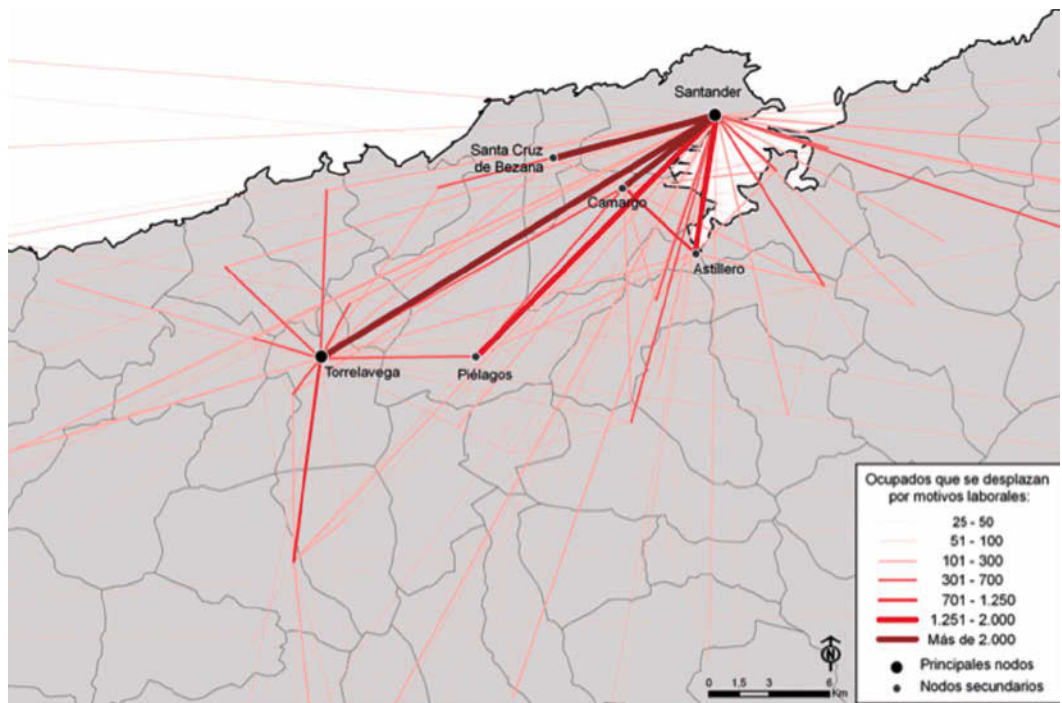 Santander
Santa Cruz
de Bezana
Camargo
Astillero
Torrelavega
Piélagos
Ocupados que se desplazan
por motivos laborales:
25 - 50
51 - 100
101 - 300
301 - 700
701 - 1.250
1.251 - 2.000
Más de 2.000
Principales nodos
Nodos secundarios
N
0 1.5 3 6
Km